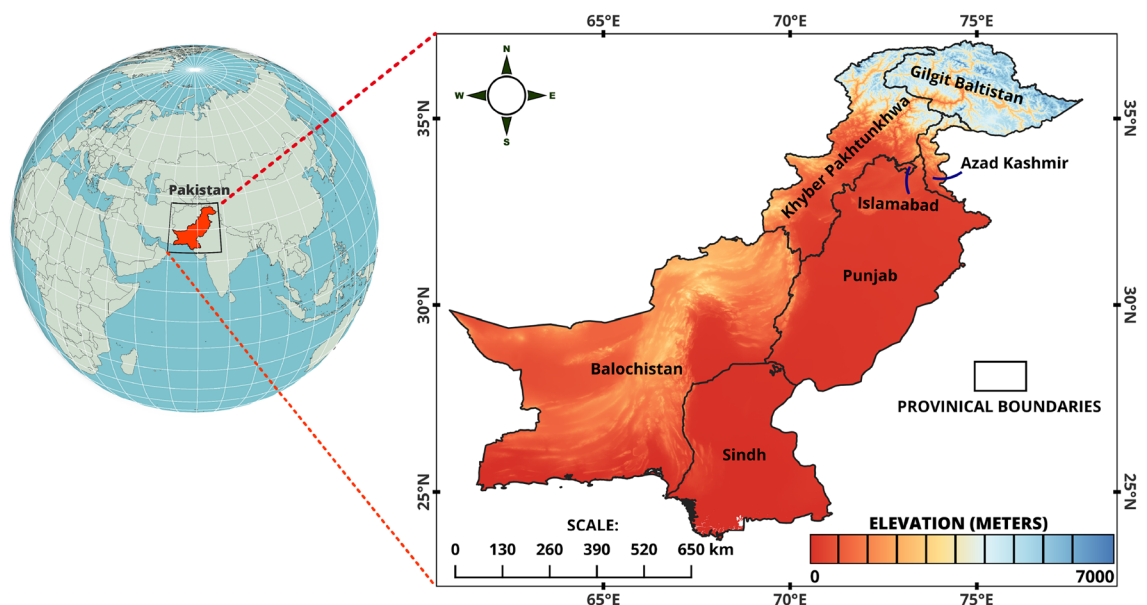 65°E 70°E 75°E
N
W E
S
35°N 35°N
Gilgit Baltistan
Khyber Pakhtunkhwa
Azad Kashmir
Pakistan
Islamabad
Punjab
30°N 30°N
Balochistan
PROVINICAL BOUNDARIES
Sindh
25°N 25°N
SCALE:
0 130 260 390 520 650 km
ELEVATION (METERS)
0 7000
65°E 70°E 75°E